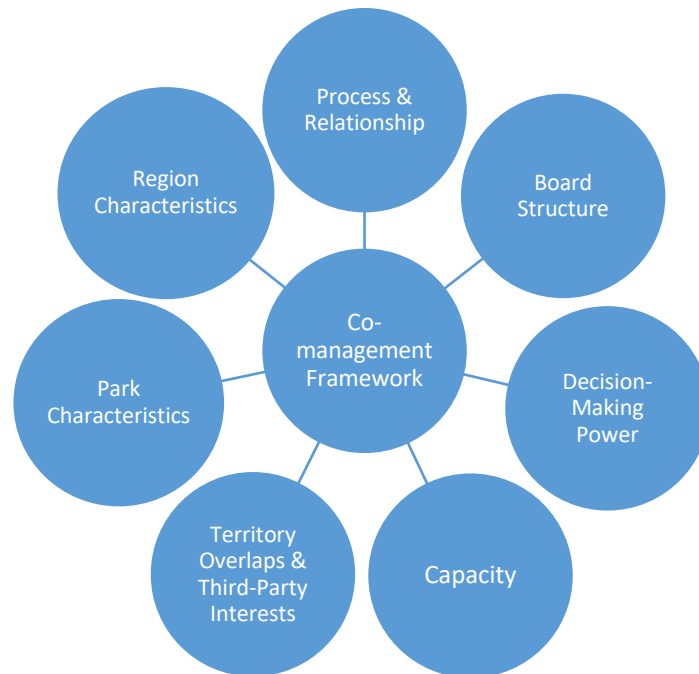 Process &
Relationship
Board
Structure
Decision-
Making
Power
Capacity
Territory
Overlaps &
Third-Party
Interests
Park
Characteristics
Region
Characteristics
Co-
management
Framework